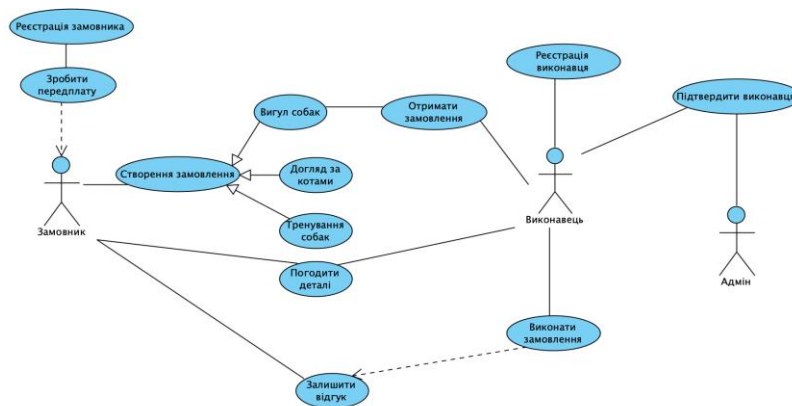 Реєстрація замовника
Зробити
передплату
Замовник
Створення замовлення
Вигул собак
Догляд за
котами
Тренування
собак
Отримати
замовлення
Погодити
деталі
Залишити
відгук
Реєстрація
виконавця
Виконавець
Виконати
замовлення
Підтвердити виконавця
Адмін